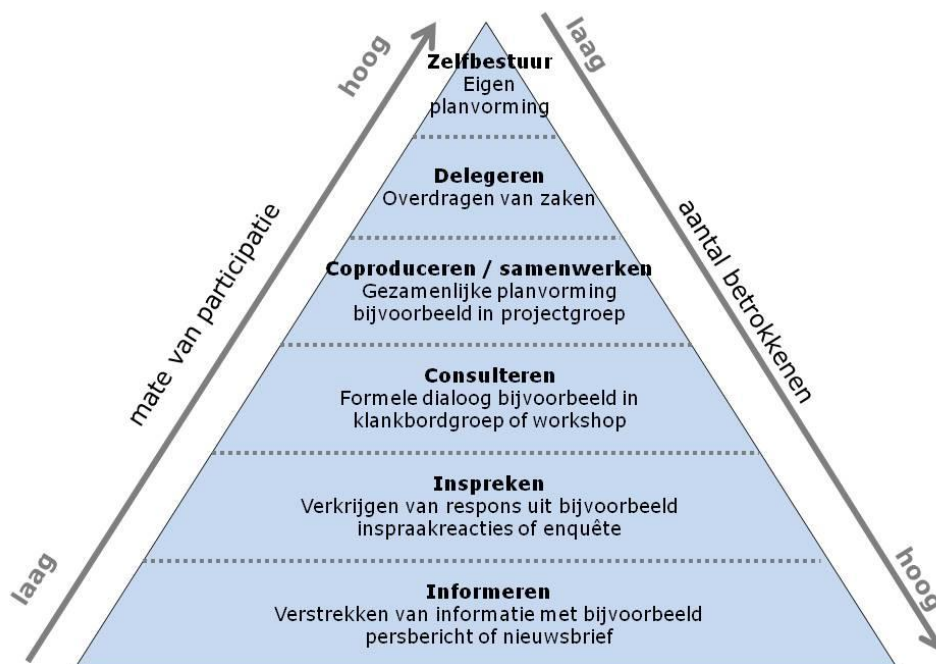 hoog
laag
Zelfbestuur
Eigen
planvorming
Delegeren
Overdragen van zaken
mate van participatie
aantal betrokkenen
Coproduceren / samenwerken
Gezamenlijke planvorming
bijvoorbeeld in projectgroep
Consulteren
Formele dialoog bijvoorbeeld in
klankbordgroep of workshop
Inspreken
Verkrijgen van respons uit bijvoorbeeld
inspraakreacties of enquête
laag
hoog
Informeren
Verstrekken van informatie met bijvoorbeeld
persbericht of nieuwsbrief